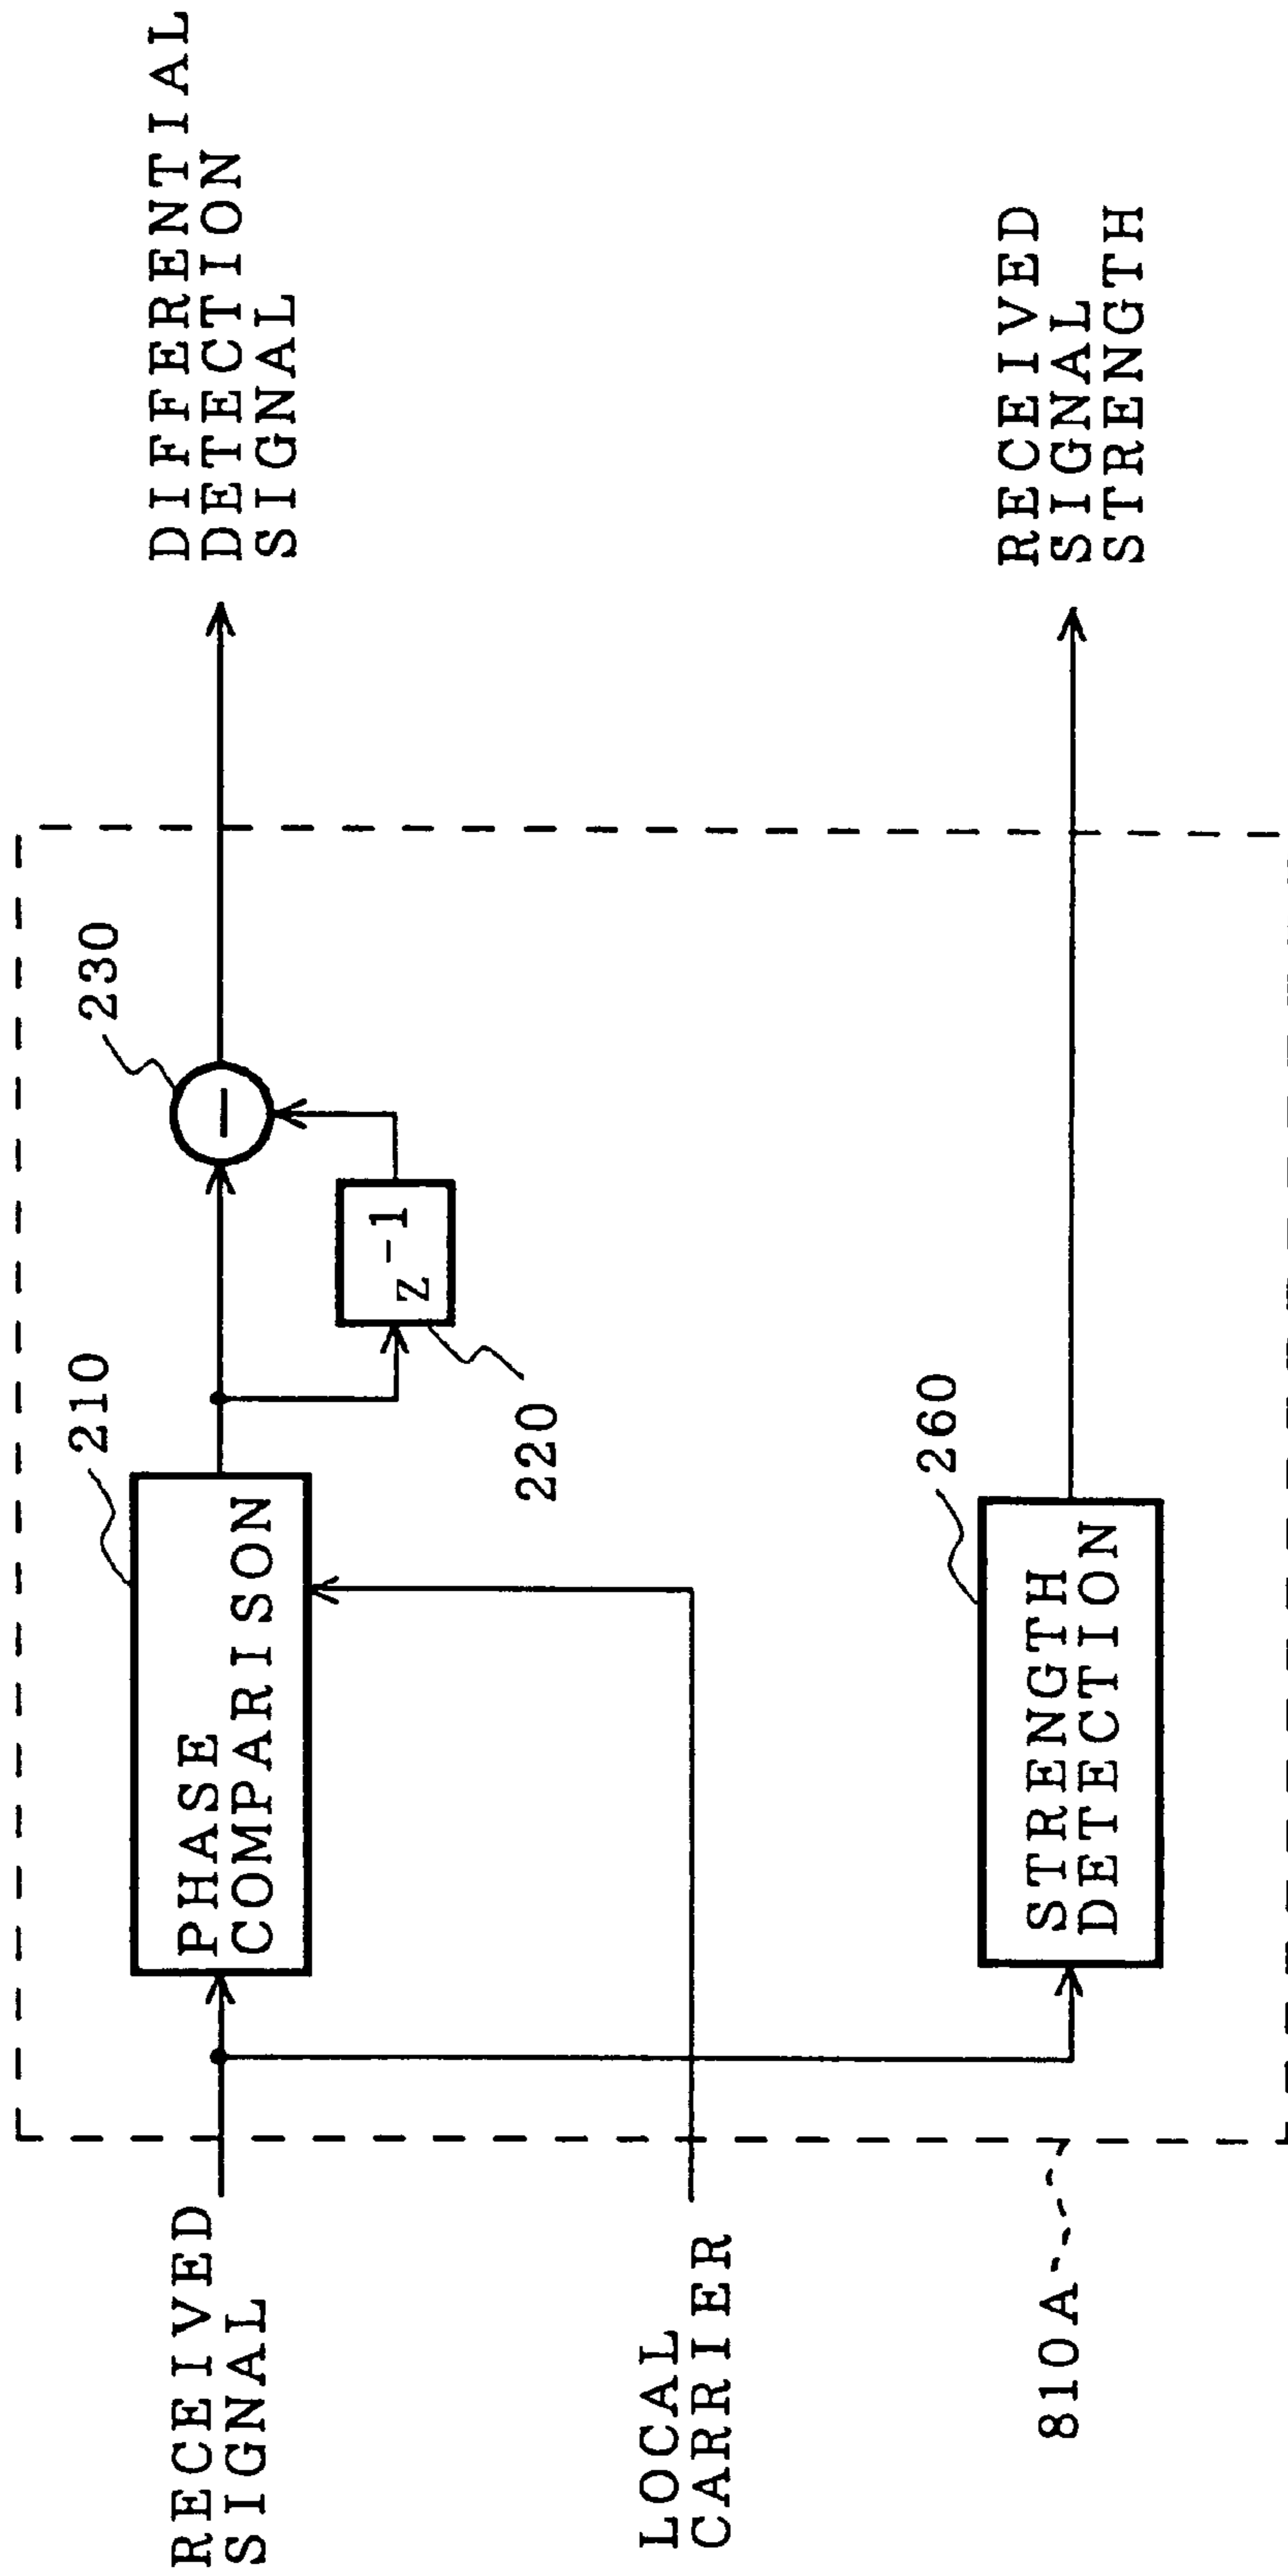 RECEIVED
SIGNAL
LOCAL
CARRIER
810A
PHASE
COMPARISON
210
z⁻¹
220
−
230
STRENGTH
DETECTION
260
DIFFERENTIAL
DETECTION
SIGNAL
RECEIVED
SIGNAL
STRENGTH